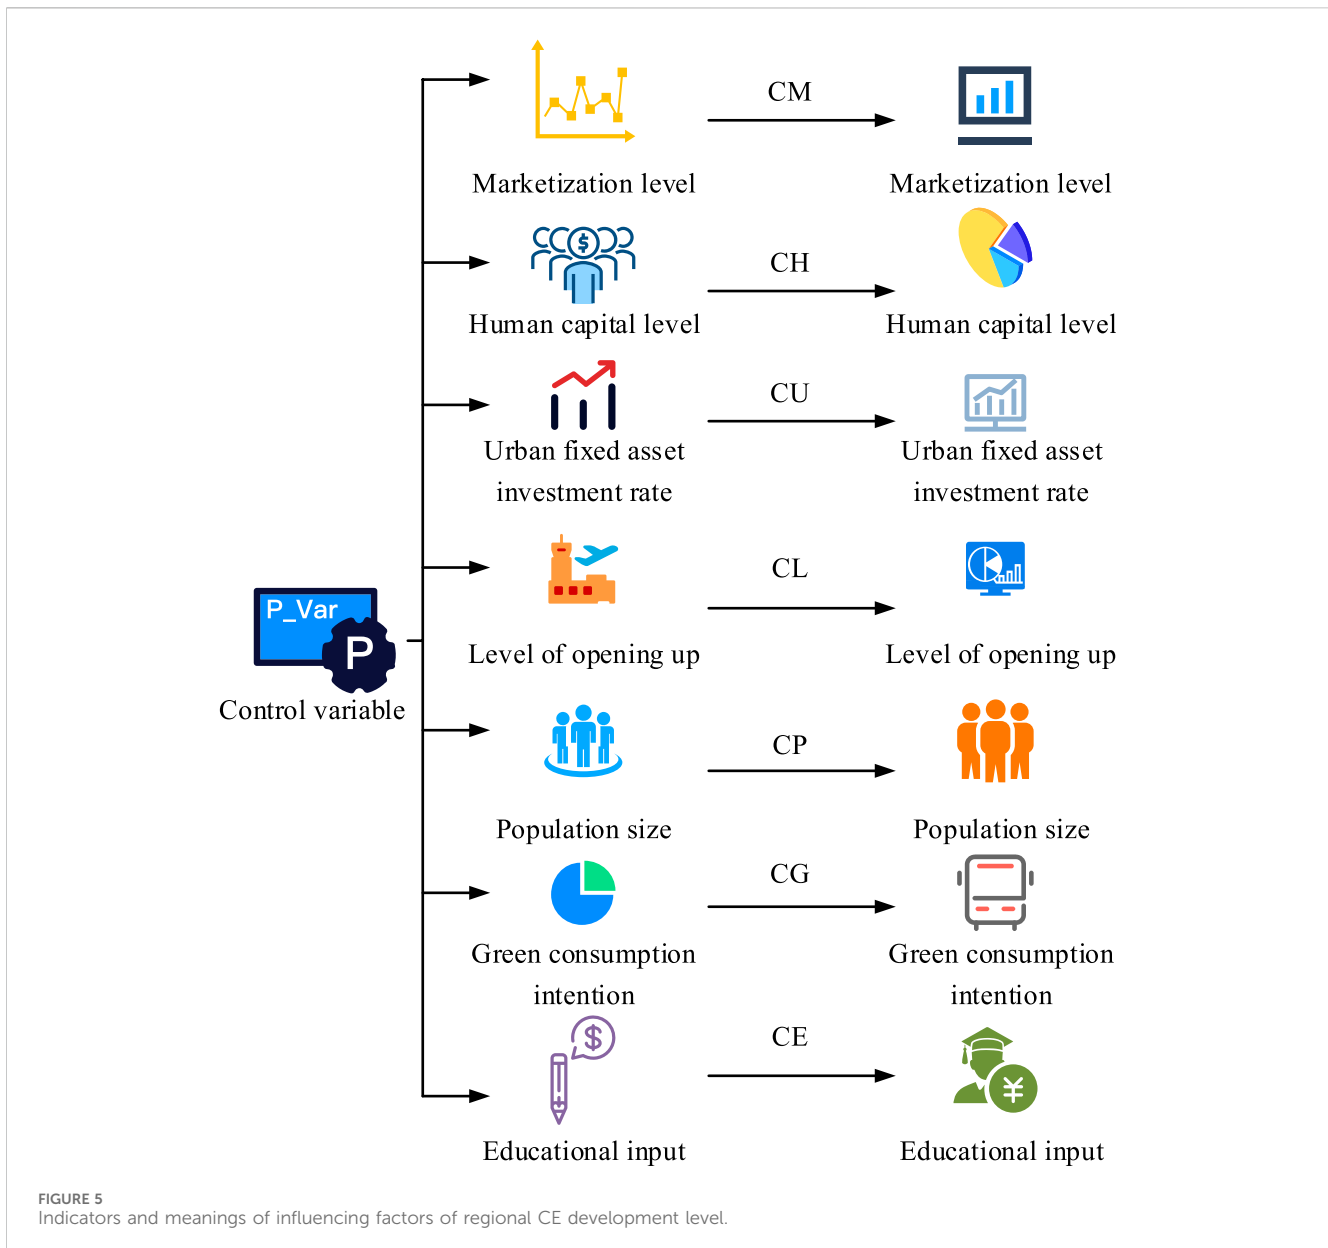 CM
Marketization level
Marketization level
$
CH
Human capital level
Human capital level
CU
Urban fixed asset
investment rate
Urban fixed asset
investment rate
CL
Level of opening up
Level of opening up
P_Var
P
Control variable
CP
Population size
Population size
CG
Green consumption
intention
Green consumption
intention
$
CE
¥
Educational input
Educational input
FIGURE 5
Indicators and meanings of influencing factors of regional CE development level.